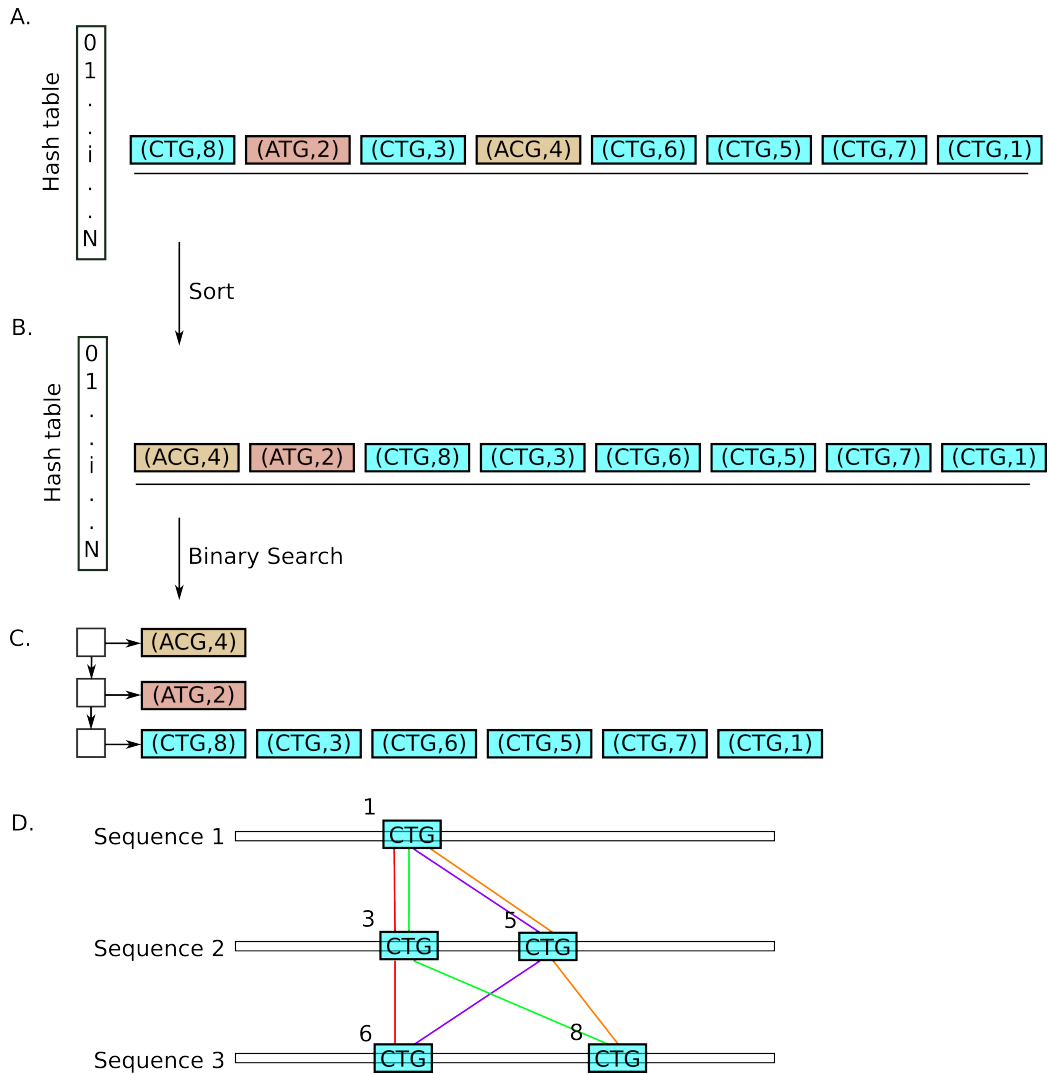 A.
Hash table
0
1
.
.
i
.
.
N
(CTG,8) (ATG,2) (CTG,3) (ACG,4) (CTG,6) (CTG,5) (CTG,7) (CTG,1)
Sort
B.
Hash table
0
1
.
.
i
.
.
N
(ACG,4) (ATG,2) (CTG,8) (CTG,3) (CTG,6) (CTG,5) (CTG,7) (CTG,1)
Binary Search
C.
(ACG,4)
(ATG,2)
(CTG,8) (CTG,3) (CTG,6) (CTG,5) (CTG,7) (CTG,1)
D.
1
Sequence 1 CTG
3 5
Sequence 2 CTG CTG
6 8
Sequence 3 CTG CTG